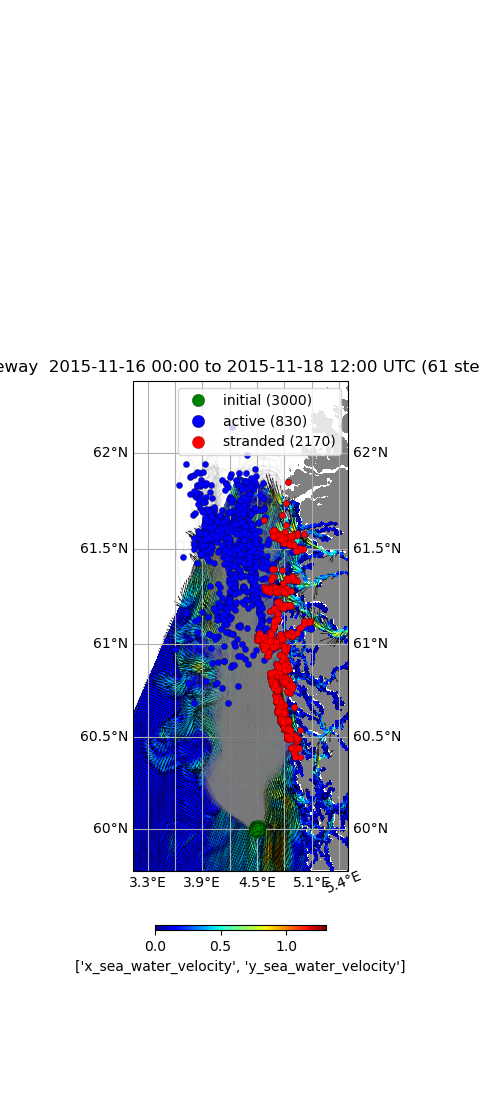 eway 2015-11-16 00:00 to 2015-11-18 12:00 UTC (61 ste
initial (3000)
active (830)
stranded (2170)
62°N 62°N
61.5°N 61.5°N
61°N 61°N
60.5°N 60.5°N
60°N 60°N
3.3°E 3.9°E 4.5°E 5.1°E 5.4°E
0.0 0.5 1.0
['x_sea_water_velocity', 'y_sea_water_velocity']